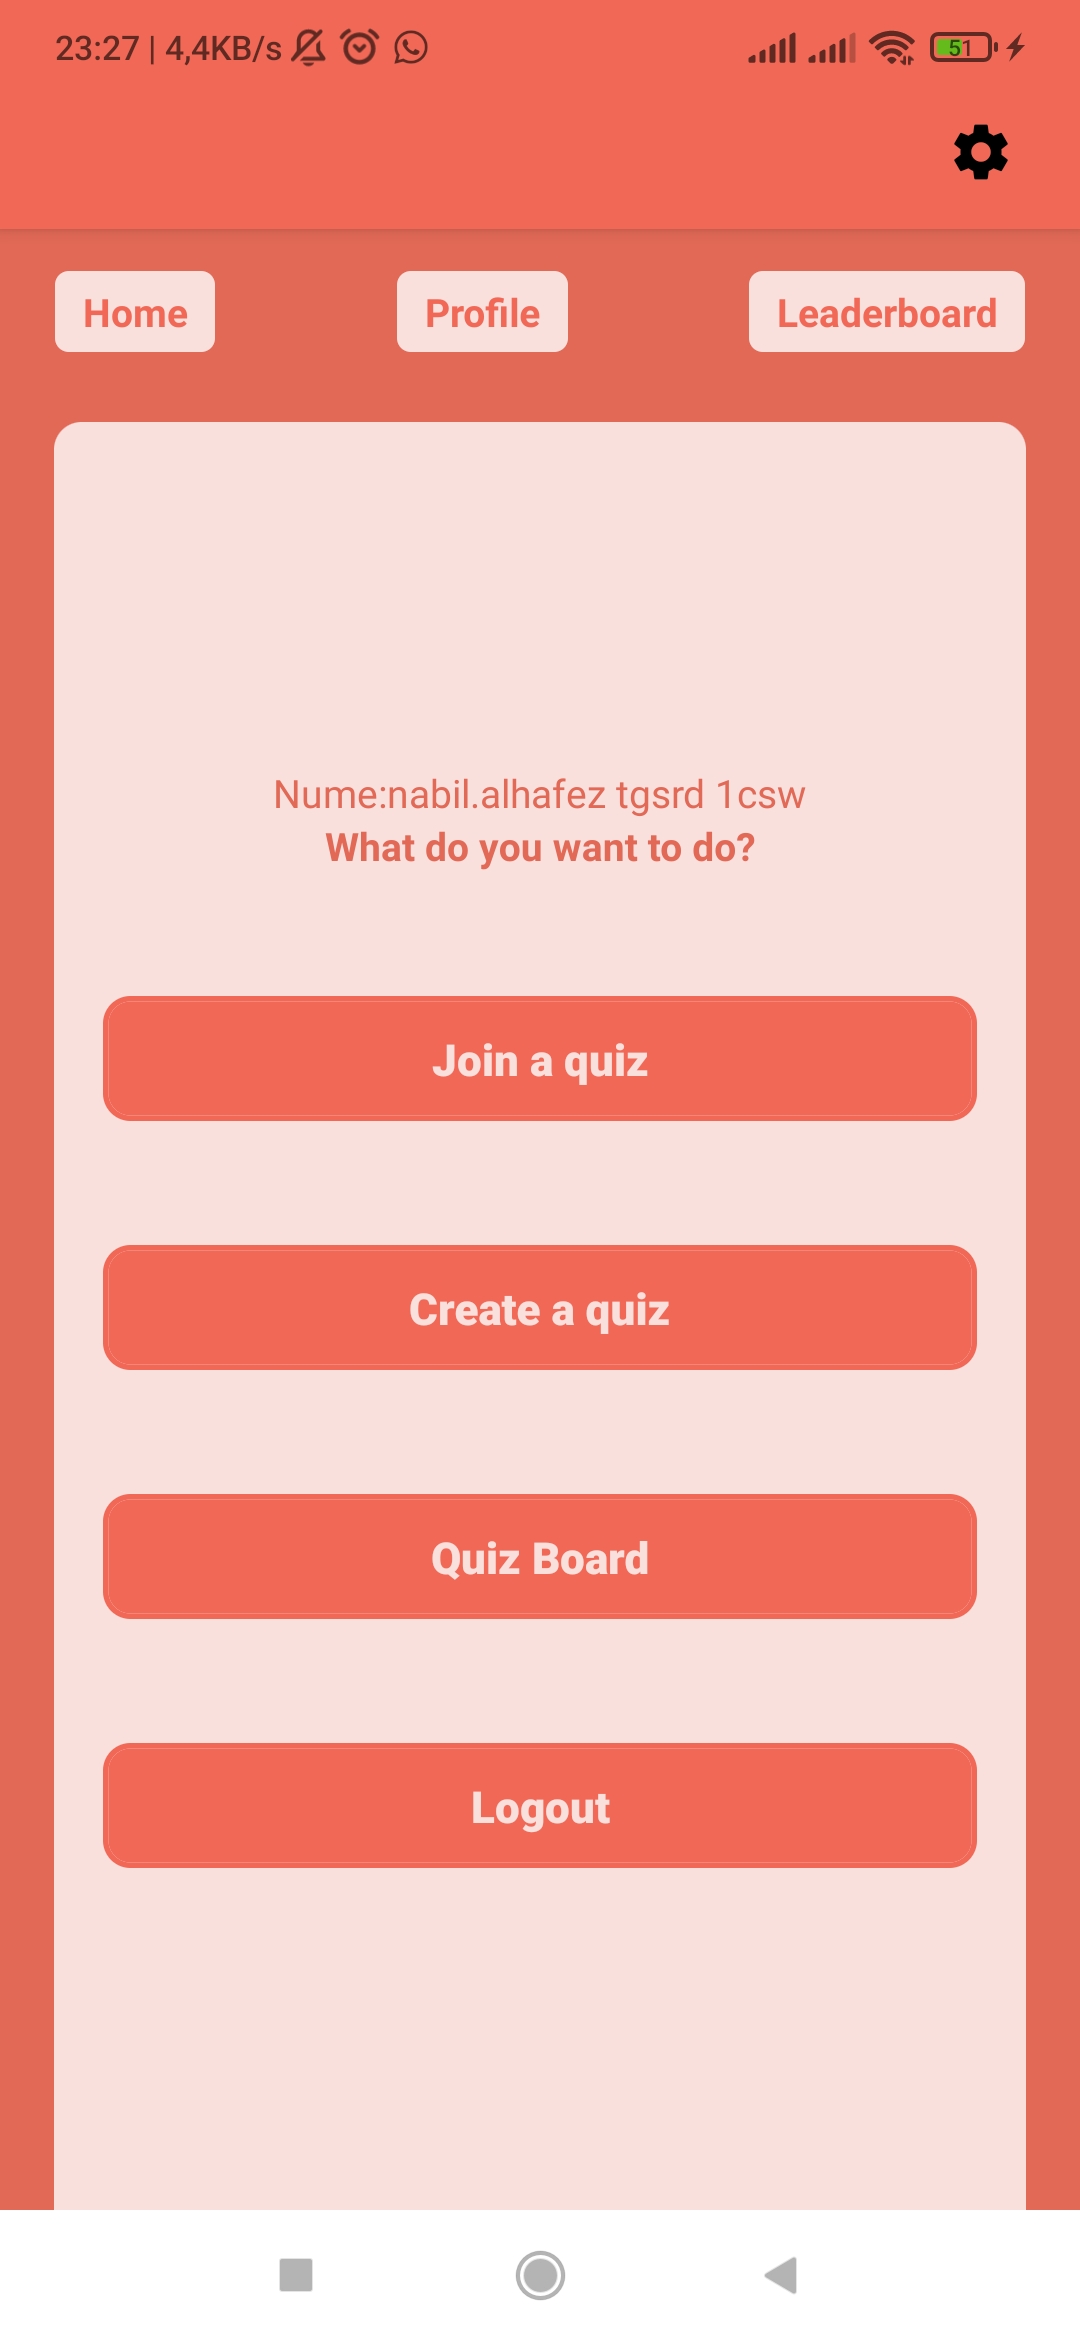 23:27 | 4,4KB/s 51
Home Profile Leaderboard
Nume:nabil.alhafez tgsrd 1csw
What do you want to do?
Join a quiz
Create a quiz
Quiz Board
Logout